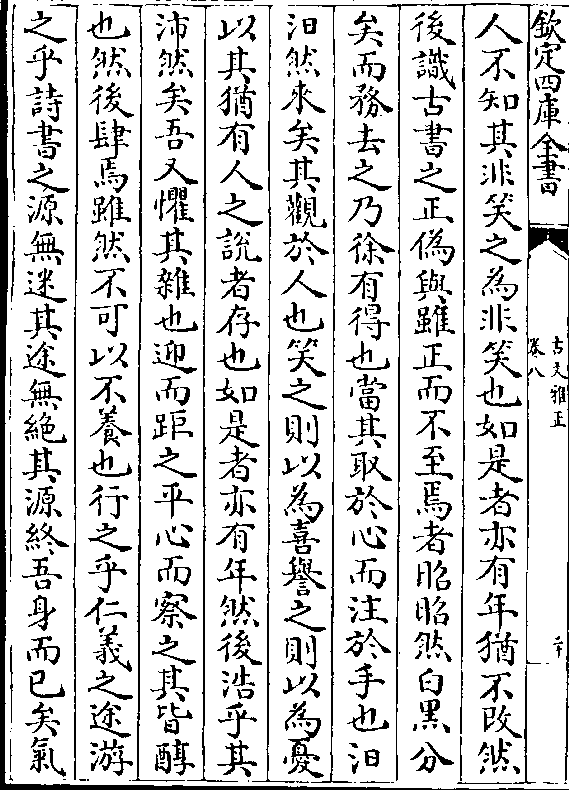 欽定四庫全書
古文雅正
卷八
二十
人不知其非笑之為非笑也如是者亦有年猶不改然
後識古書之正偽與雖正而不至焉者昭昭然白黒分
矣而務去之乃徐有得也當其取於心而注於手也汩
汩然來矣其觀於人也笑之則以為喜譽之則以為憂
以其猶有人之說者存也如是者亦有年然後浩乎其
沛然矣吾又懼其雜也迎而距之平心而察之其皆醇
也然後肆焉雖然不可以不養也行之乎仁義之途游
之乎詩書之源無迷其途無絶其源終吾身而已矣氣